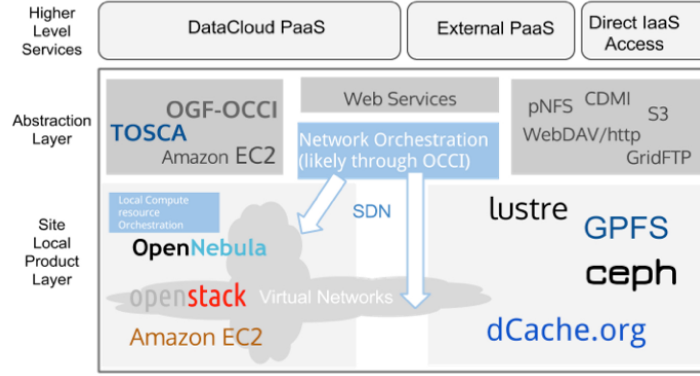 Higher
Level
Services
DataCloud PaaS
External PaaS
Direct IaaS
Access
Abstraction
Layer
OGF-OCCI
TOSCA
Amazon EC2
Web Services
Network Orchestration
(likely through OCCI)
pNFS CDMI
S3
WebDAV/http
GridFTP
Site
Local
Product
Layer
Local Compute
resource
Orchestration
OpenNebula
openstack
Amazon EC2
SDN
Virtual Networks
lustre
GPFS
ceph
dCache.org